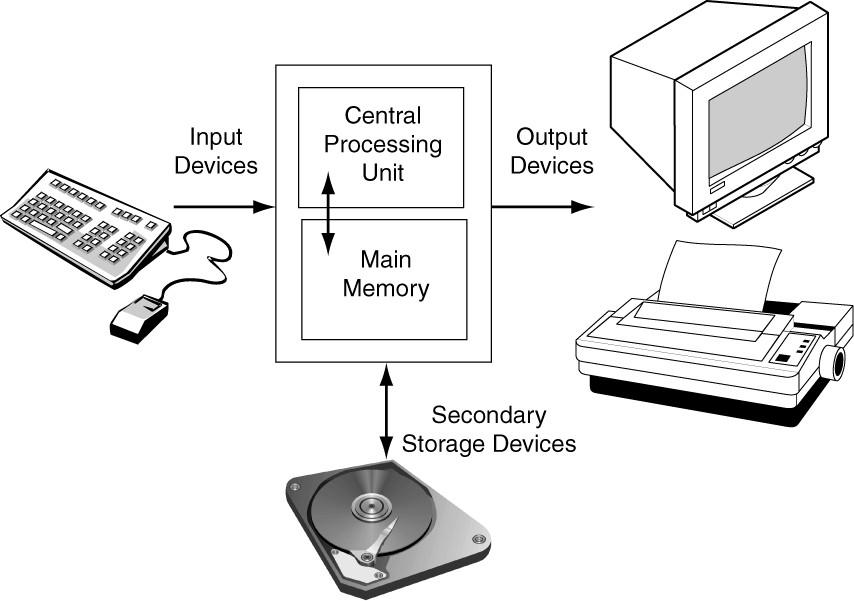 Input
Devices
Central
Processing
Unit
Main
Memory
Output
Devices
Secondary
Storage Devices